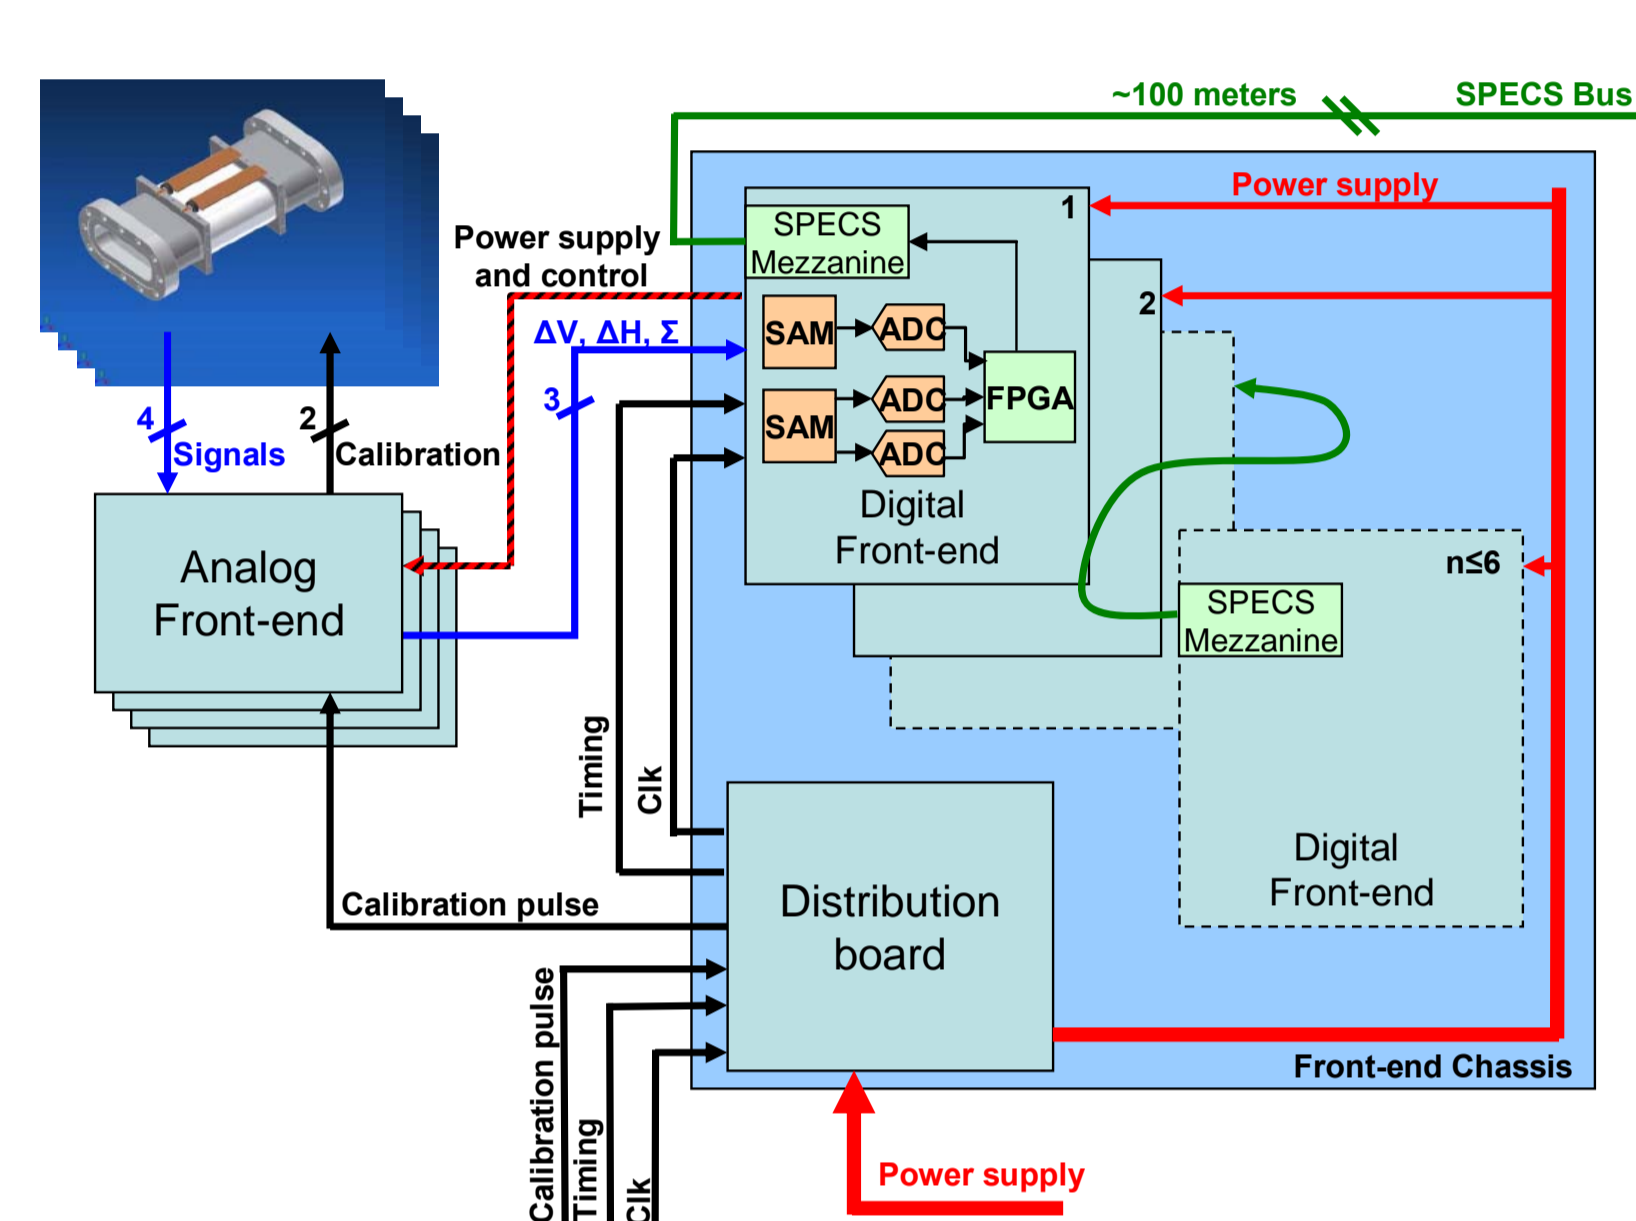 ~100 meters
SPECS Bus
Power supply
1
SPECS
Mezzanine
Power supply
and control
2
ΔV, ΔH, Σ
SAM
ADC
FPGA
3
ADC
SAM
ADC
4
Signals
2
Calibration
Digital
Front-end
n≤6
Analog
Front-end
SPECS
Mezzanine
Timing
Clk
Digital
Front-end
Calibration pulse
Distribution
board
Calibration pulse
Timing
Clk
Front-end Chassis
Power supply